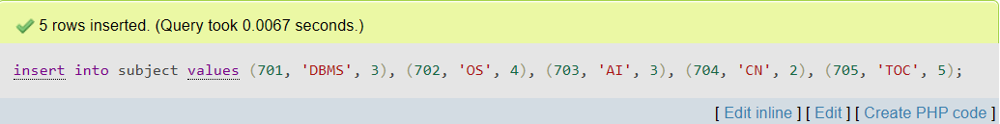 5 rows inserted. (Query took 0.0067 seconds.)
insert into subject values (701, 'DBMS', 3), (702, 'OS', 4), (703, 'AI', 3), (704, 'CN', 2), (705, 'TOC', 5);
[ Edit inline ] [ Edit ] [ Create PHP code ]